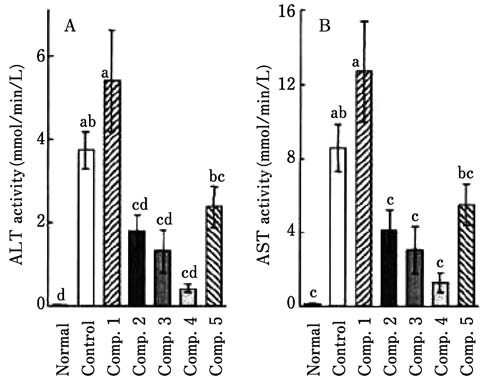 A
ALT activity (mmol/min/L)
6
4
2
0
d
ab
a
cd
cd
cd
bc
Normal
Control
Comp. 1
Comp. 2
Comp. 3
Comp. 4
Comp. 5
B
AST activity (mmol/min/L)
16
12
8
4
0
c
ab
a
c
c
c
bc
Normal
Control
Comp. 1
Comp. 2
Comp. 3
Comp. 4
Comp. 5